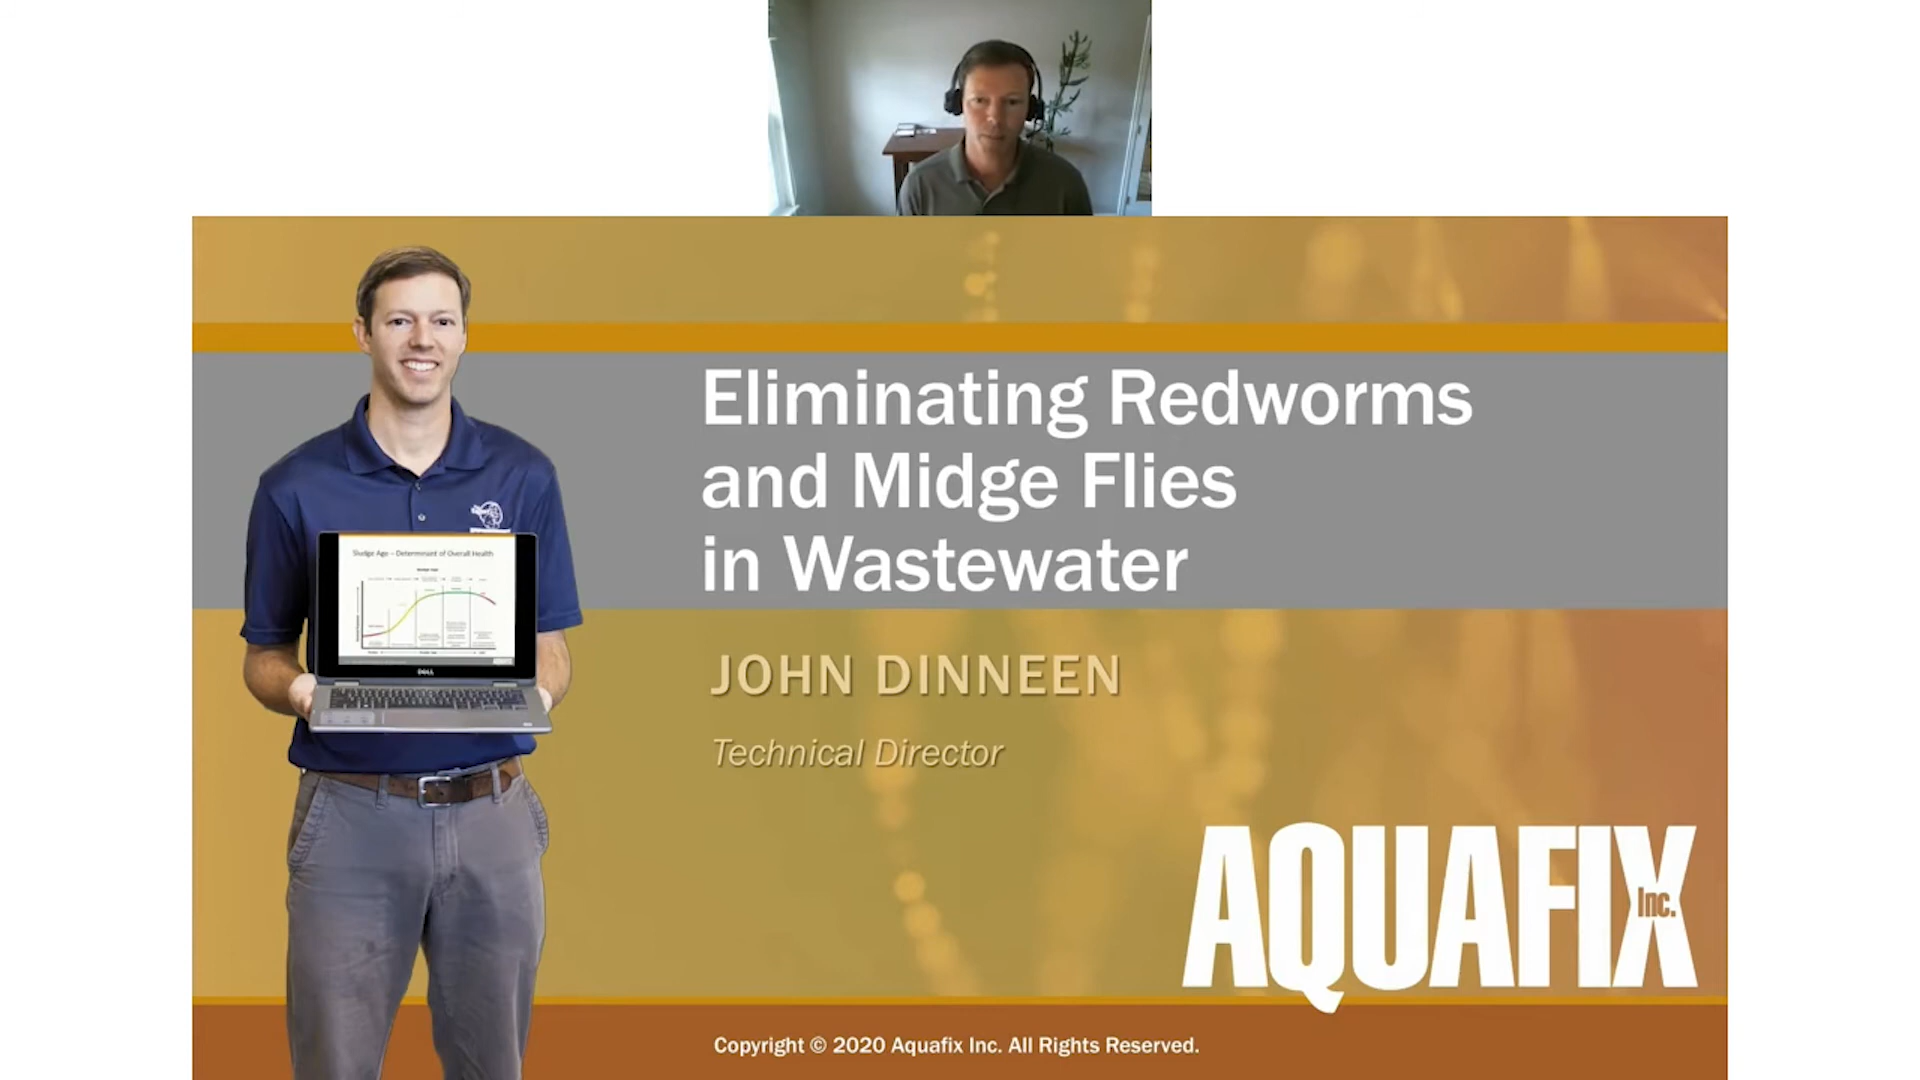 Eliminating Redworms
and Midge Flies
in Wastewater
JOHN DINNEEN
Technical Director
Sludge Age – Determinant of Overall Health
DELL
AQUAFIX
Inc.
Copyright © 2020 Aquafix Inc. All Rights Reserved.